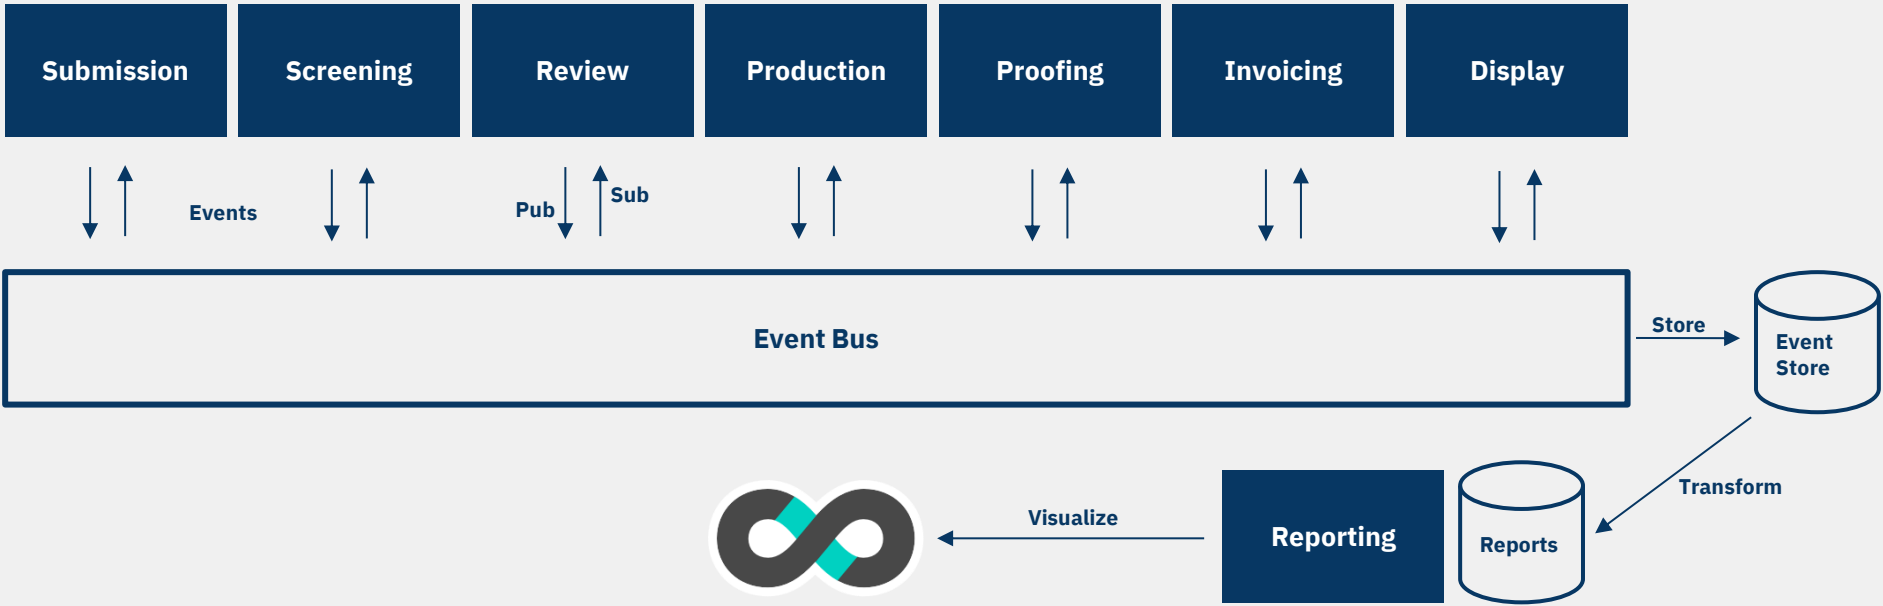 Submission
Screening
Review
Production
Proofing
Invoicing
Display
Events
Pub
Sub
Event Bus
Store
Event
Store
Transform
Visualize
Reporting
Reports